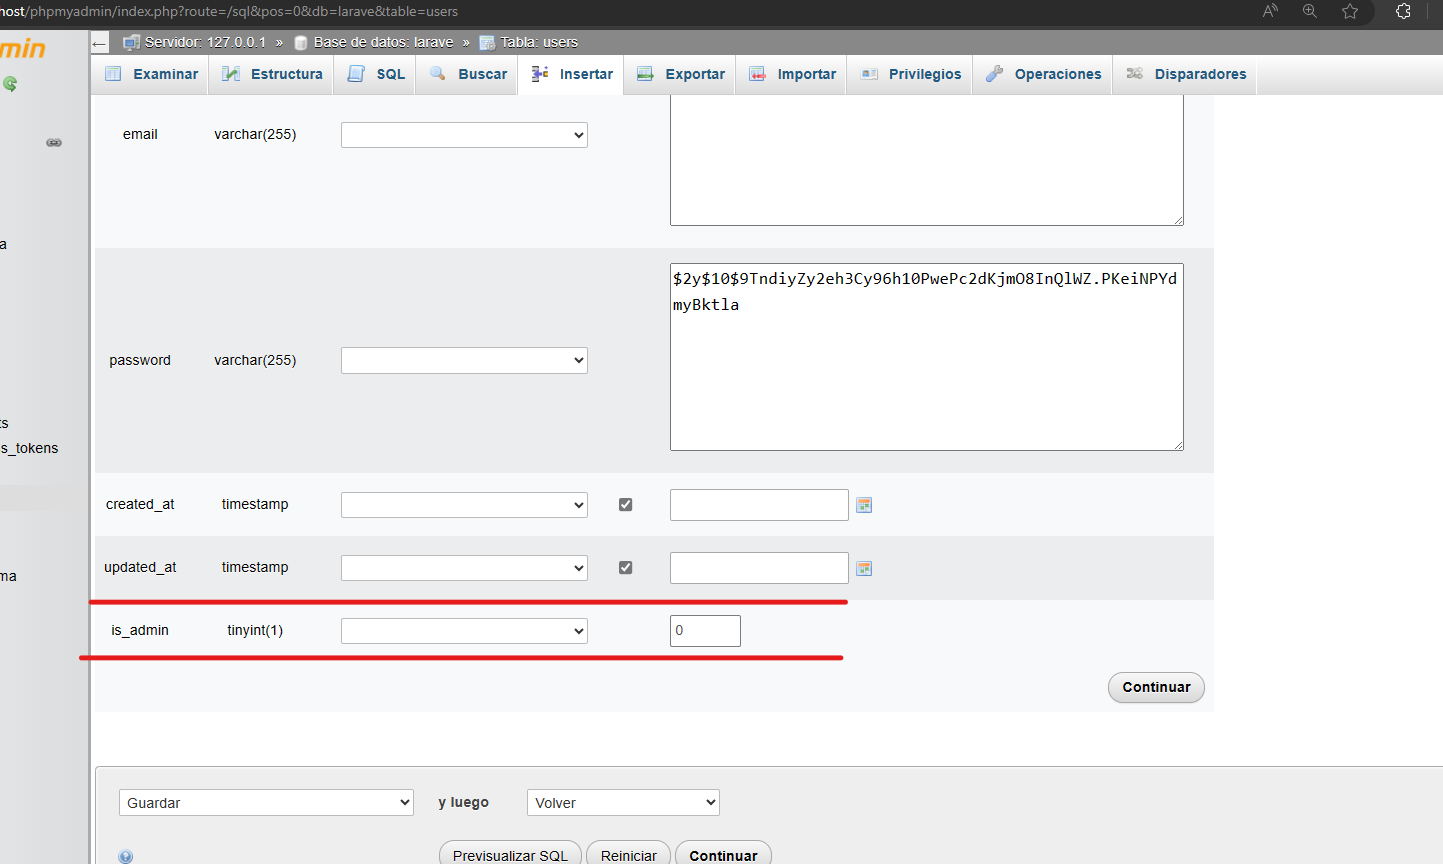 host/phpmyadmin/index.php?route=/sql&pos=0&db=larave&table=users
min
Servidor: 127.0.0.1 » Base de datos: larave » Tabla: users
Examinar Estructura SQL Buscar Insertar Exportar Importar Privilegios Operaciones Disparadores
email varchar(255)
a
$2y$10$9TndiyZy2eh3Cy96h10PwePc2dKjmO8InQlWZ.PKeiNPYd
myBktla
password varchar(255)
ts
s_tokens
created_at timestamp
updated_at timestamp
ma
is_admin tinyint(1) 0
Continuar
Guardar y luego Volver
Previsualizar SQL Reiniciar Continuar